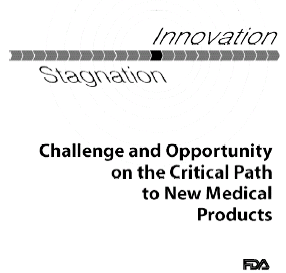 Innovation
Stagnation
Challenge and Opportunity
on the Critical Path
to New Medical
Products
FDA